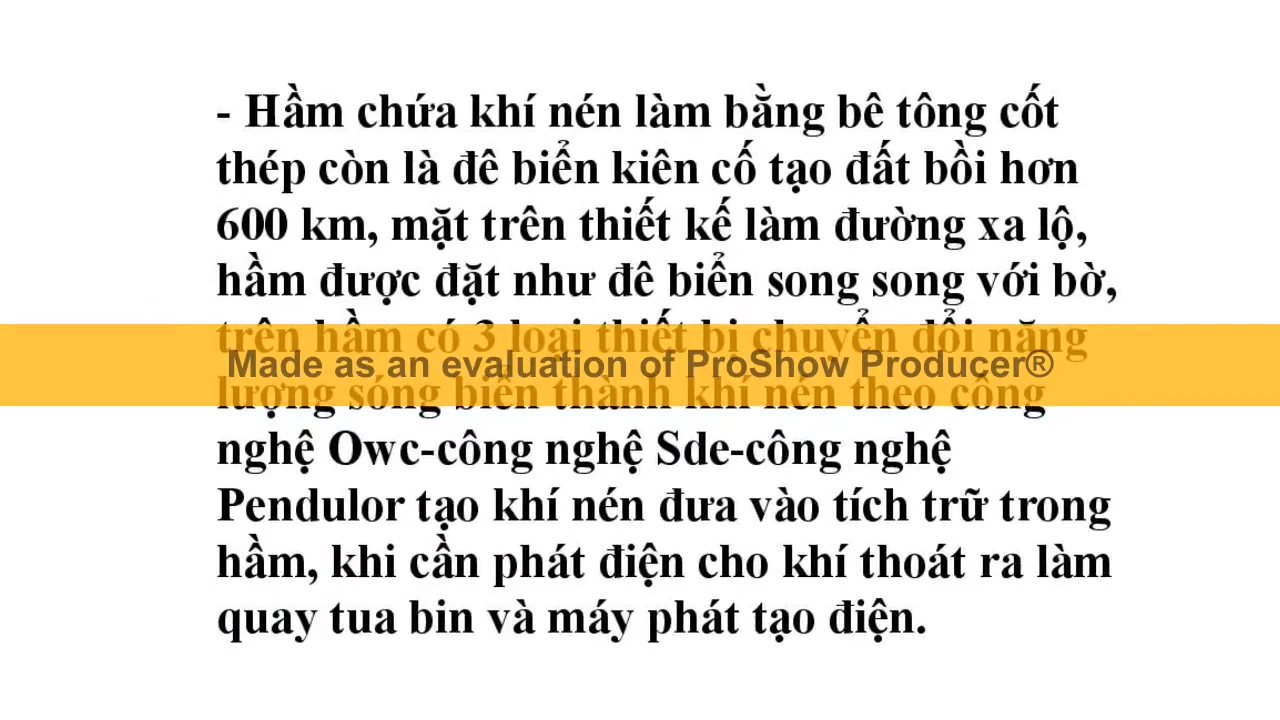 - Hầm chứa khí nén làm bằng bê tông cốt
thép còn là đê biển kiên cố tạo đất bồi hơn
600 km, mặt trên thiết kế làm đường xa lộ,
hầm được đặt như đê biển song song với bờ,
trên hầm có 3 loại thiết bị chuyển đổi năng
Made as an evaluation of ProShow Producer®
lượng sóng biển thành khí nén theo công
nghệ Owc-công nghệ Sde-công nghệ
Pendulor tạo khí nén đưa vào tích trữ trong
hầm, khi cần phát điện cho khí thoát ra làm
quay tua bin và máy phát tạo điện.